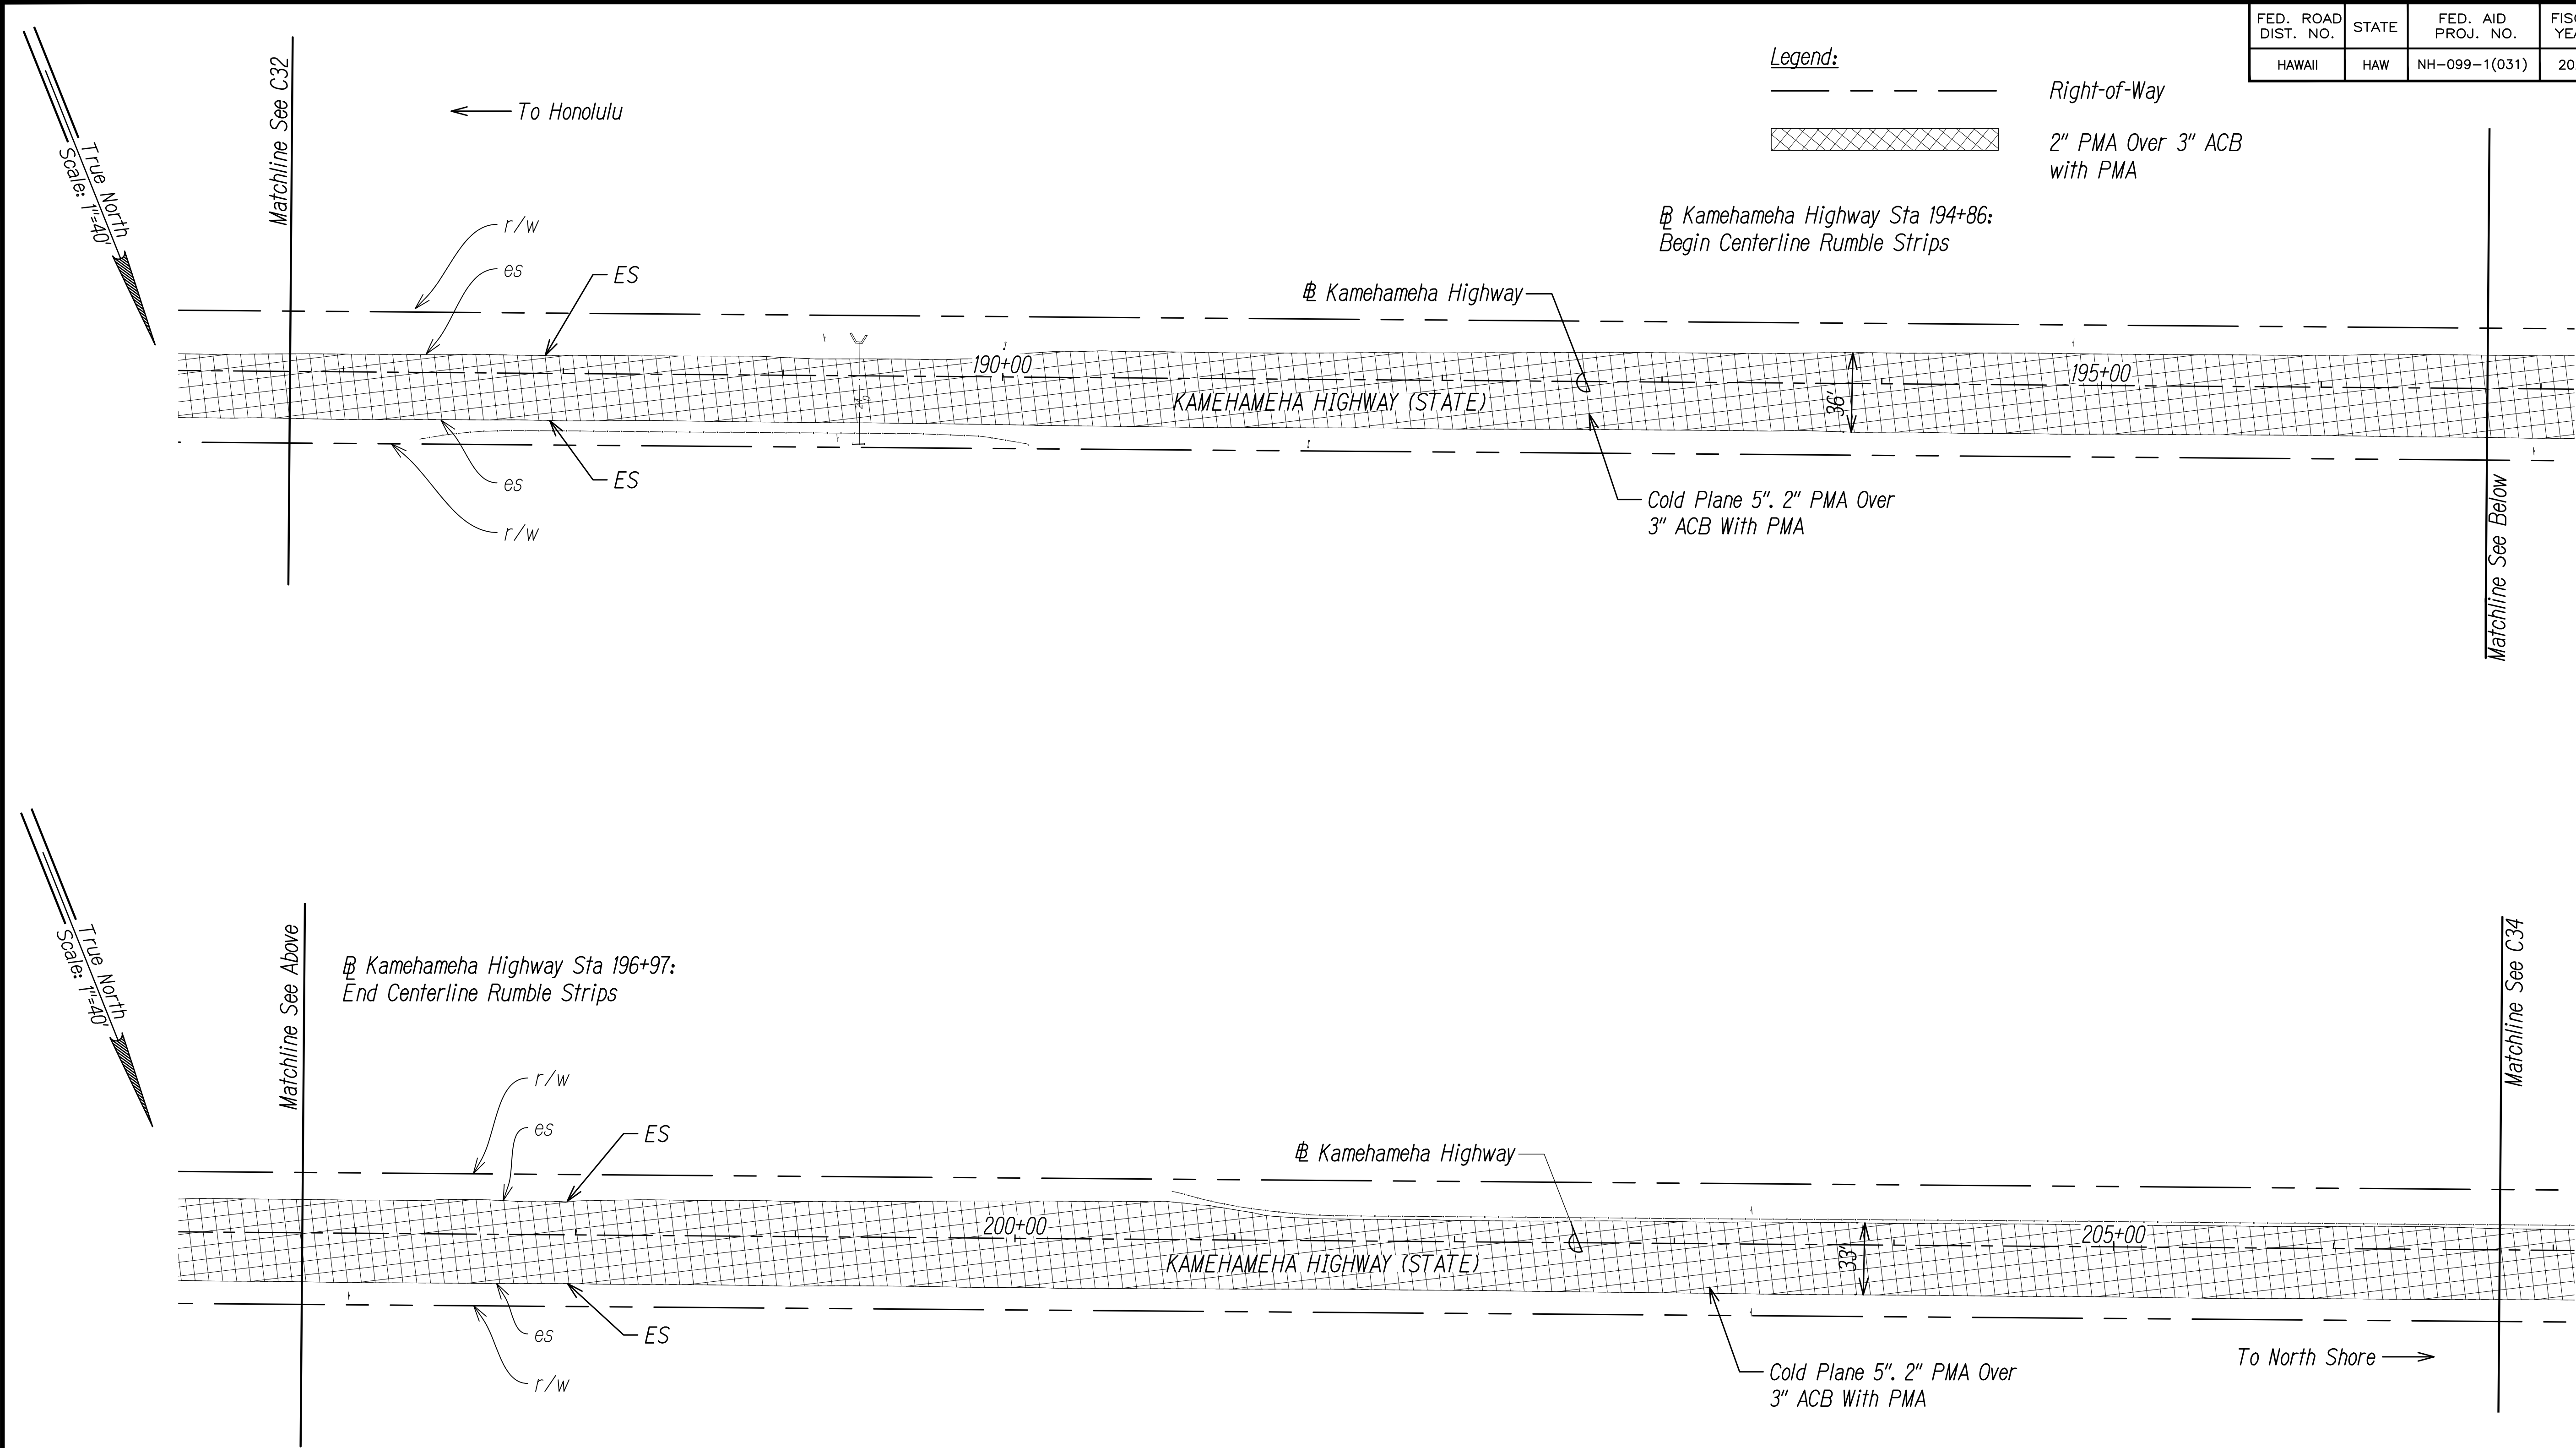 FED. ROAD DIST. NO.
STATE
FED. AID PROJ. NO.
HAWAII
HAW
NH-099-1(031)
True North
Scale: 1"=40'
Matchline See C32
To Honolulu
Legend:
Right-of-Way
2" PMA Over 3" ACB
with PMA
Kamehameha Highway Sta 194+86:
Begin Centerline Rumble Strips
r/w
es
ES
Kamehameha Highway
190+00
195+00
KAMEHAMEHA HIGHWAY (STATE)
36'
24
es
ES
r/w
Cold Plane 5". 2" PMA Over
3" ACB With PMA
Matchline See Below
True North
Scale: 1"=40'
Matchline See Above
Kamehameha Highway Sta 196+97:
End Centerline Rumble Strips
Matchline See C34
r/w
es
ES
Kamehameha Highway
200+00
205+00
KAMEHAMEHA HIGHWAY (STATE)
33'
es
ES
r/w
To North Shore
Cold Plane 5". 2" PMA Over
3" ACB With PMA